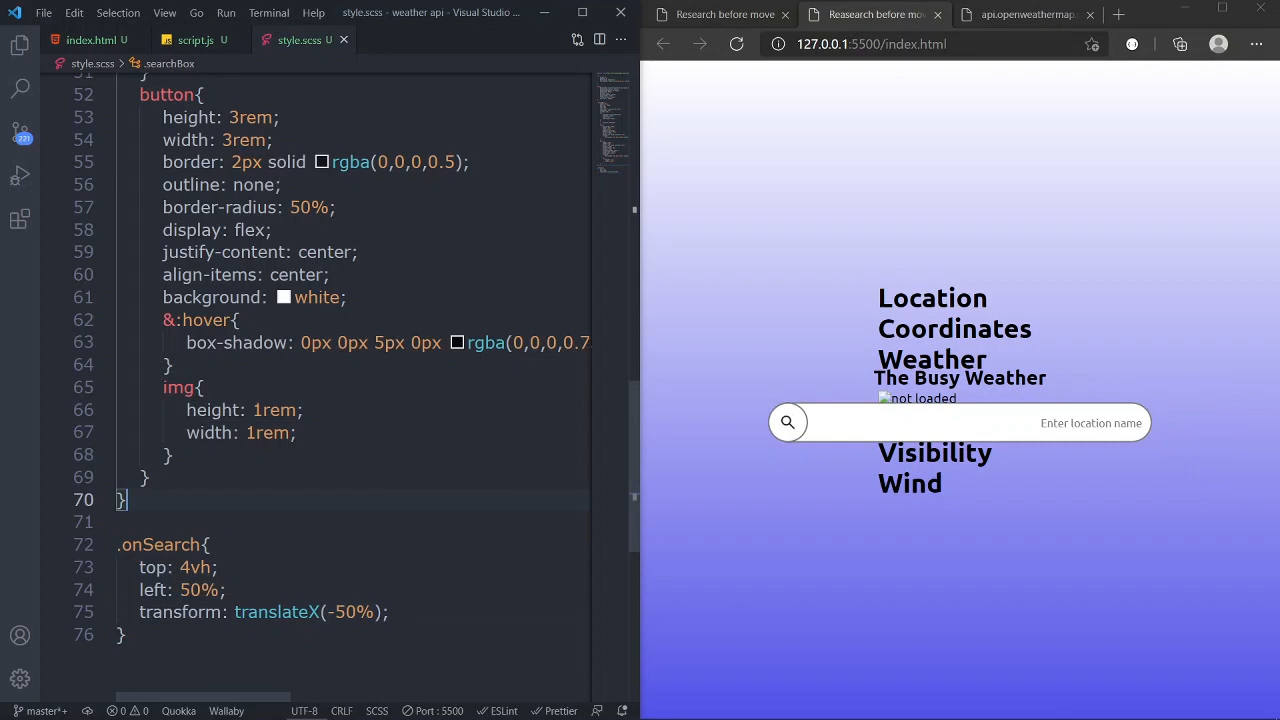 File Edit Selection View Go Run Terminal Help style.scss - weather api - Visual Studio ...
index.html U script.js U style.scss U
style.scss > .searchBox
221
51 }
52 button{
53 height: 3rem;
54 width: 3rem;
55 border: 2px solid rgba(0,0,0,0.5);
56 outline: none;
57 border-radius: 50%;
58 display: flex;
59 justify-content: center;
60 align-items: center;
61 background: white;
62 &:hover{
63 box-shadow: 0px 0px 5px 0px rgba(0,0,0,0.7
64 }
65 img{
66 height: 1rem;
67 width: 1rem;
68 }
69 }
70 }
71
72 .onSearch{
73 top: 4vh;
74 left: 50%;
75 transform: translateX(-50%);
76 }
master*+ 0 0 Quokka Wallaby UTF-8 CRLF SCSS Port : 5500 ESLint Prettier
Research before move Reasearch before mov api.openweathermap.
127.0.0.1:5500/index.html
Location
Coordinates
Weather
The Busy Weather
not loaded
Enter location name
Visibility
Wind